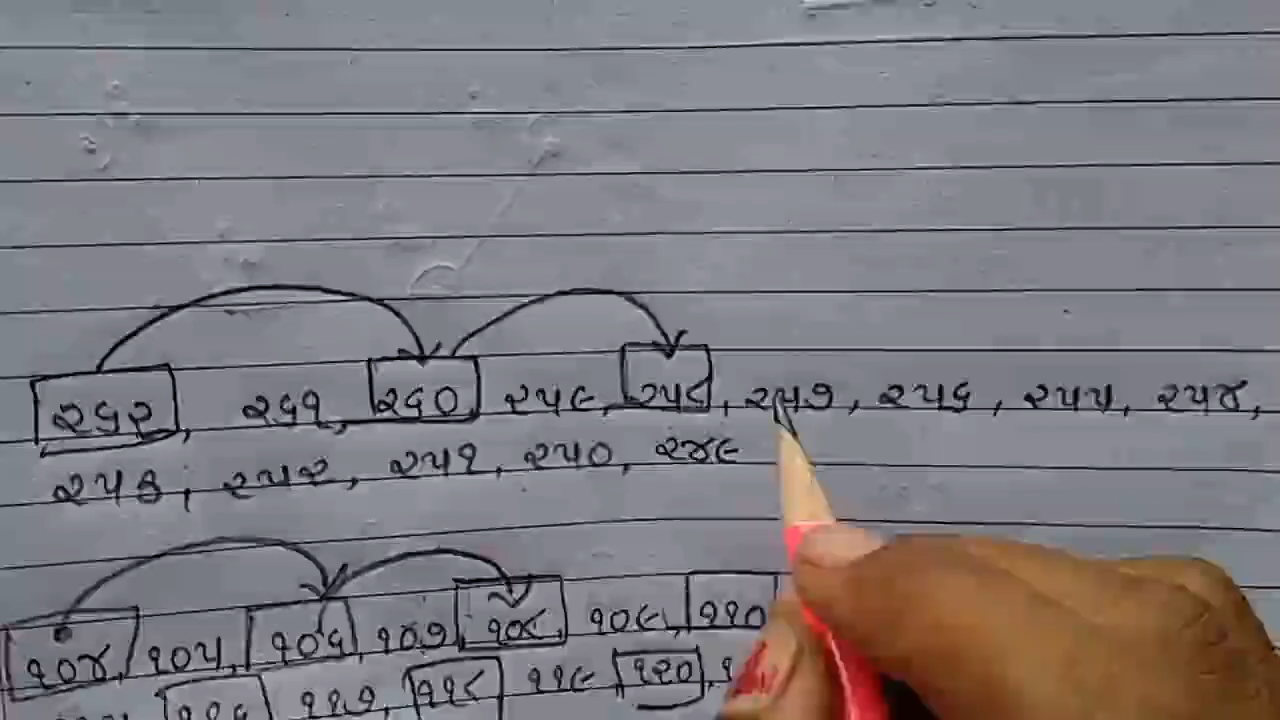 ૨૬૨, ૨૬૧, ૨૬૦ ૨૫૯, ૨૫૮, ૨૫૭, ૨૫૬, ૨૫૫, ૨૫૪,
૨૫૩, ૨૫૨, ૨૫૧, ૨૫૦, ૨૪૯
૧૦૪, ૧૦૫, ૧૦૬, ૧૦૭, ૧૦૮, ૧૦૯, ૧૧૦
૧૧૬ ૧૧૭, ૧૧૮ ૧૧૯ ૧૨૦,